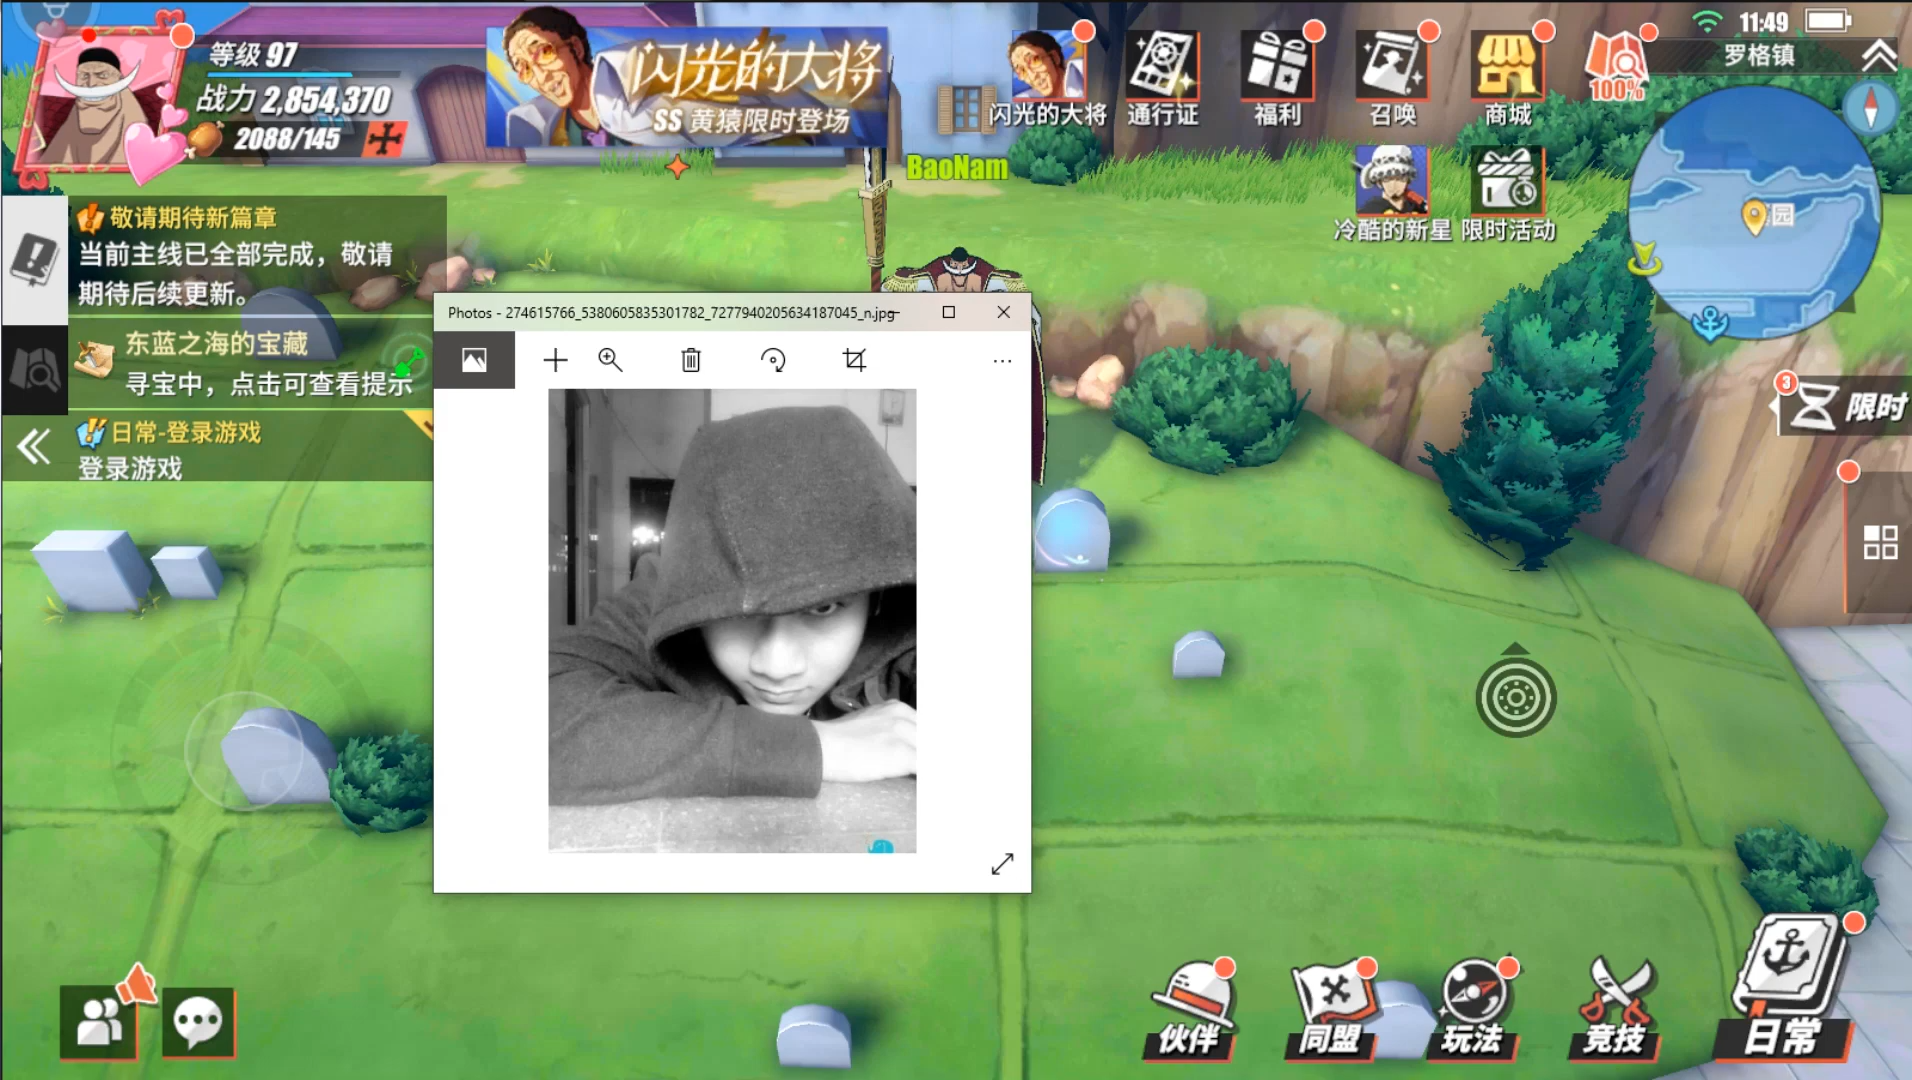 等级 97
战力 2,854,370
2088/145
闪光的大将
SS 黄猿限时登场
闪光的大将
通行证
福利
召唤
商城
100%
11:49
罗格镇
BaoNam
冷酷的新星
限时活动
园
敬请期待新篇章
当前主线已全部完成，敬请
期待后续更新。
东蓝之海的宝藏
寻宝中，点击可查看提示
日常-登录游戏
登录游戏
Photos - 274615766_5380605835301782_7277940205634187045_n.jpg
3
限时
伙伴
同盟
玩法
竞技
日常